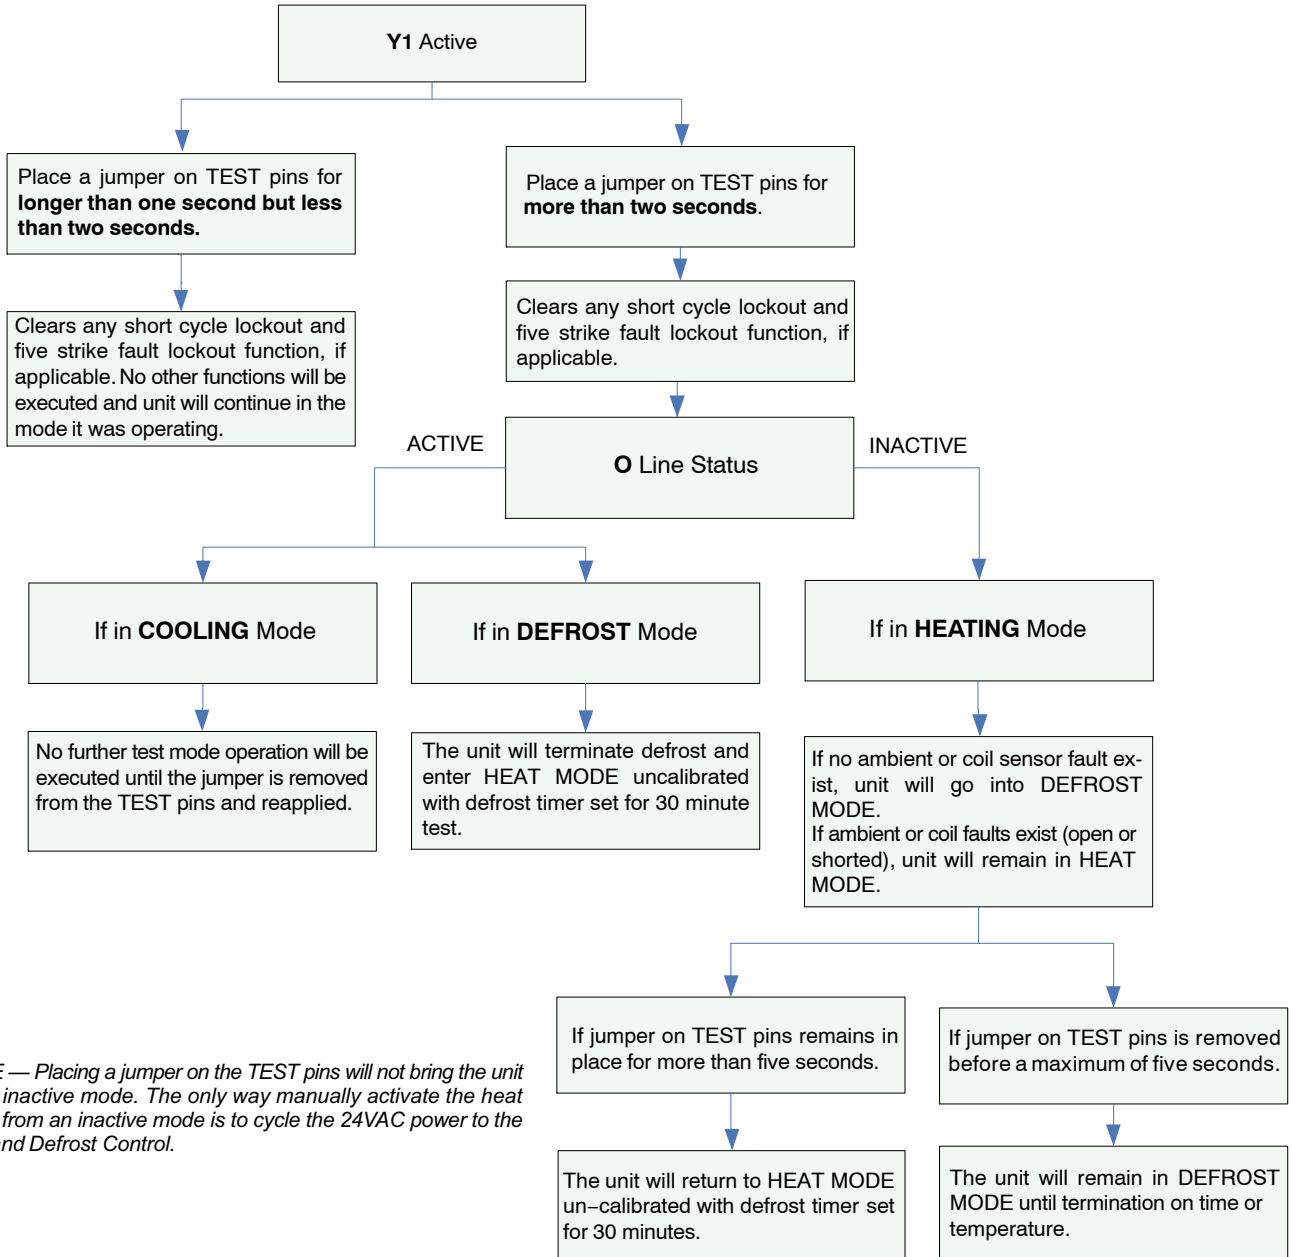 Y1 Active
Place a jumper on TEST pins for
longer than one second but less
than two seconds.
Place a jumper on TEST pins for
more than two seconds.
Clears any short cycle lockout and
five strike fault lockout function, if
applicable. No other functions will be
executed and unit will continue in the
mode it was operating.
Clears any short cycle lockout and
five strike fault lockout function, if
applicable.
ACTIVE
O Line Status
INACTIVE
If in COOLING Mode
If in DEFROST Mode
If in HEATING Mode
No further test mode operation will be
executed until the jumper is removed
from the TEST pins and reapplied.
The unit will terminate defrost and
enter HEAT MODE uncalibrated
with defrost timer set for 30 minute
test.
If no ambient or coil sensor fault ex-
ist, unit will go into DEFROST
MODE.
If ambient or coil faults exist (open or
shorted), unit will remain in HEAT
MODE.
If jumper on TEST pins remains in
place for more than five seconds.
If jumper on TEST pins is removed
before a maximum of five seconds.
E — Placing a jumper on the TEST pins will not bring the unit
inactive mode. The only way manually activate the heat
from an inactive mode is to cycle the 24VAC power to the
nd Defrost Control.
The unit will return to HEAT MODE
un−calibrated with defrost timer set
for 30 minutes.
The unit will remain in DEFROST
MODE until termination on time or
temperature.